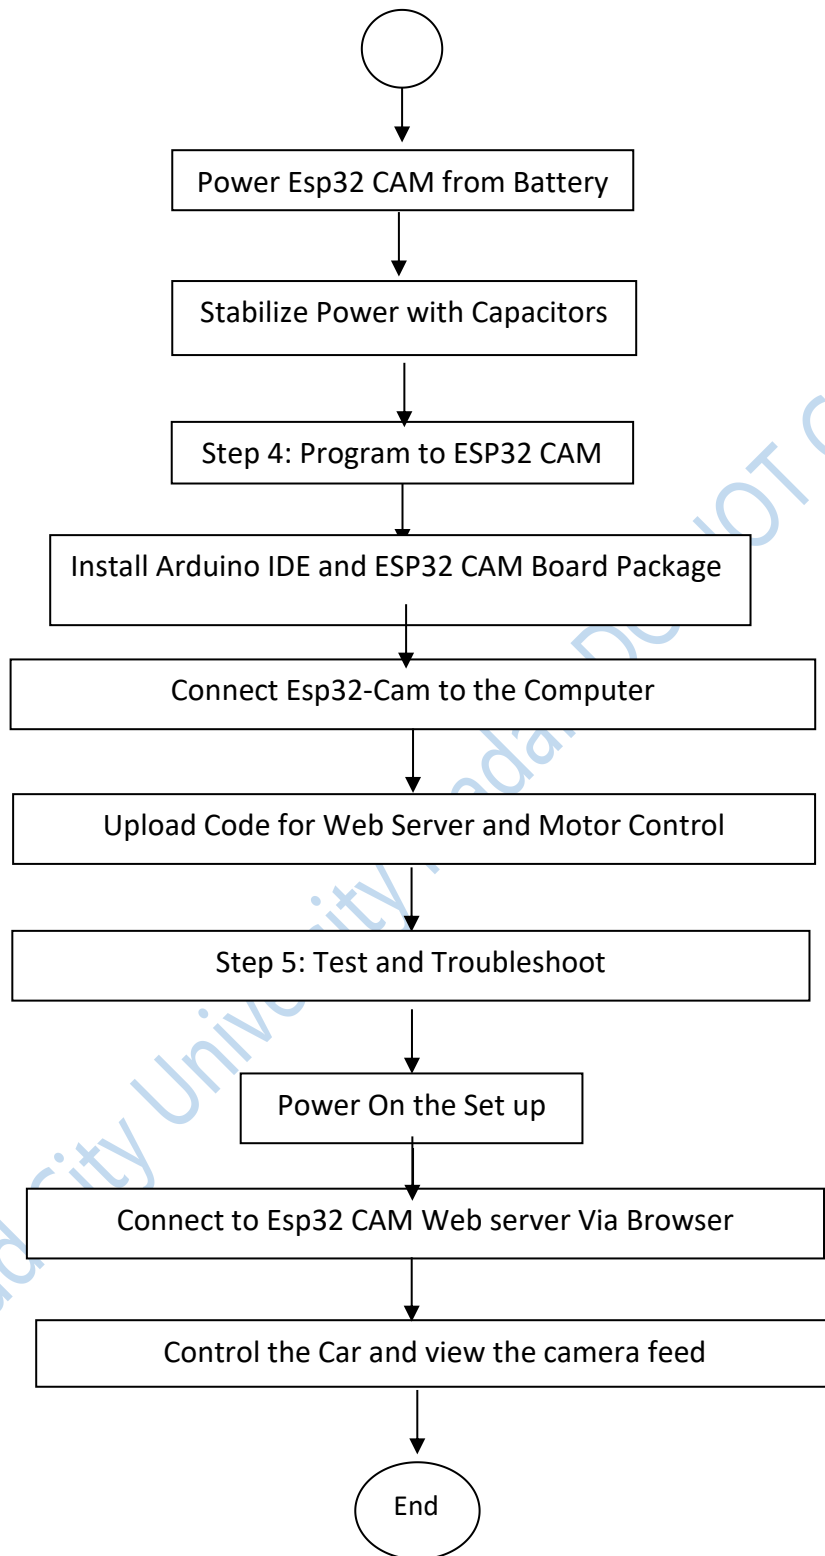 Power Esp32 CAM from Battery
Stabilize Power with Capacitors
Step 4: Program to ESP32 CAM
Install Arduino IDE and ESP32 CAM Board Package
Connect Esp32-Cam to the Computer
Upload Code for Web Server and Motor Control
Step 5: Test and Troubleshoot
Power On the Set up
Connect to Esp32 CAM Web server Via Browser
Control the Car and view the camera feed
End
City University